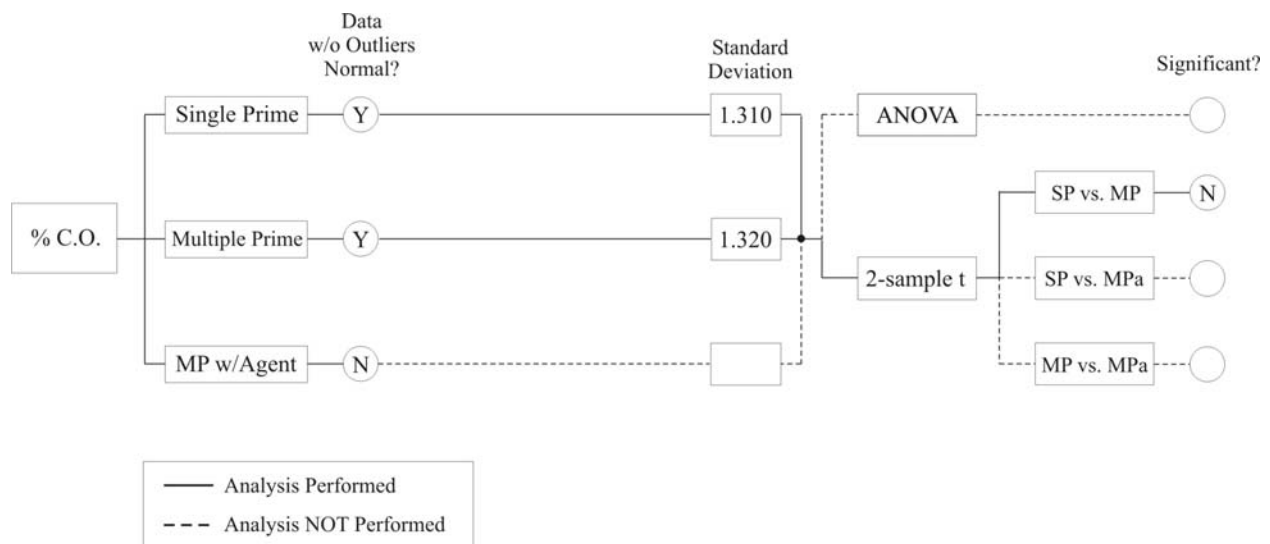 Data
w/o Outliers
Normal?
Standard
Deviation
Significant?
Single Prime
Y
1.310
ANOVA
SP vs. MP
N
% C.O.
Multiple Prime
Y
1.320
2-sample t
SP vs. MPa
MP w/Agent
N
MP vs. MPa
Analysis Performed
Analysis NOT Performed